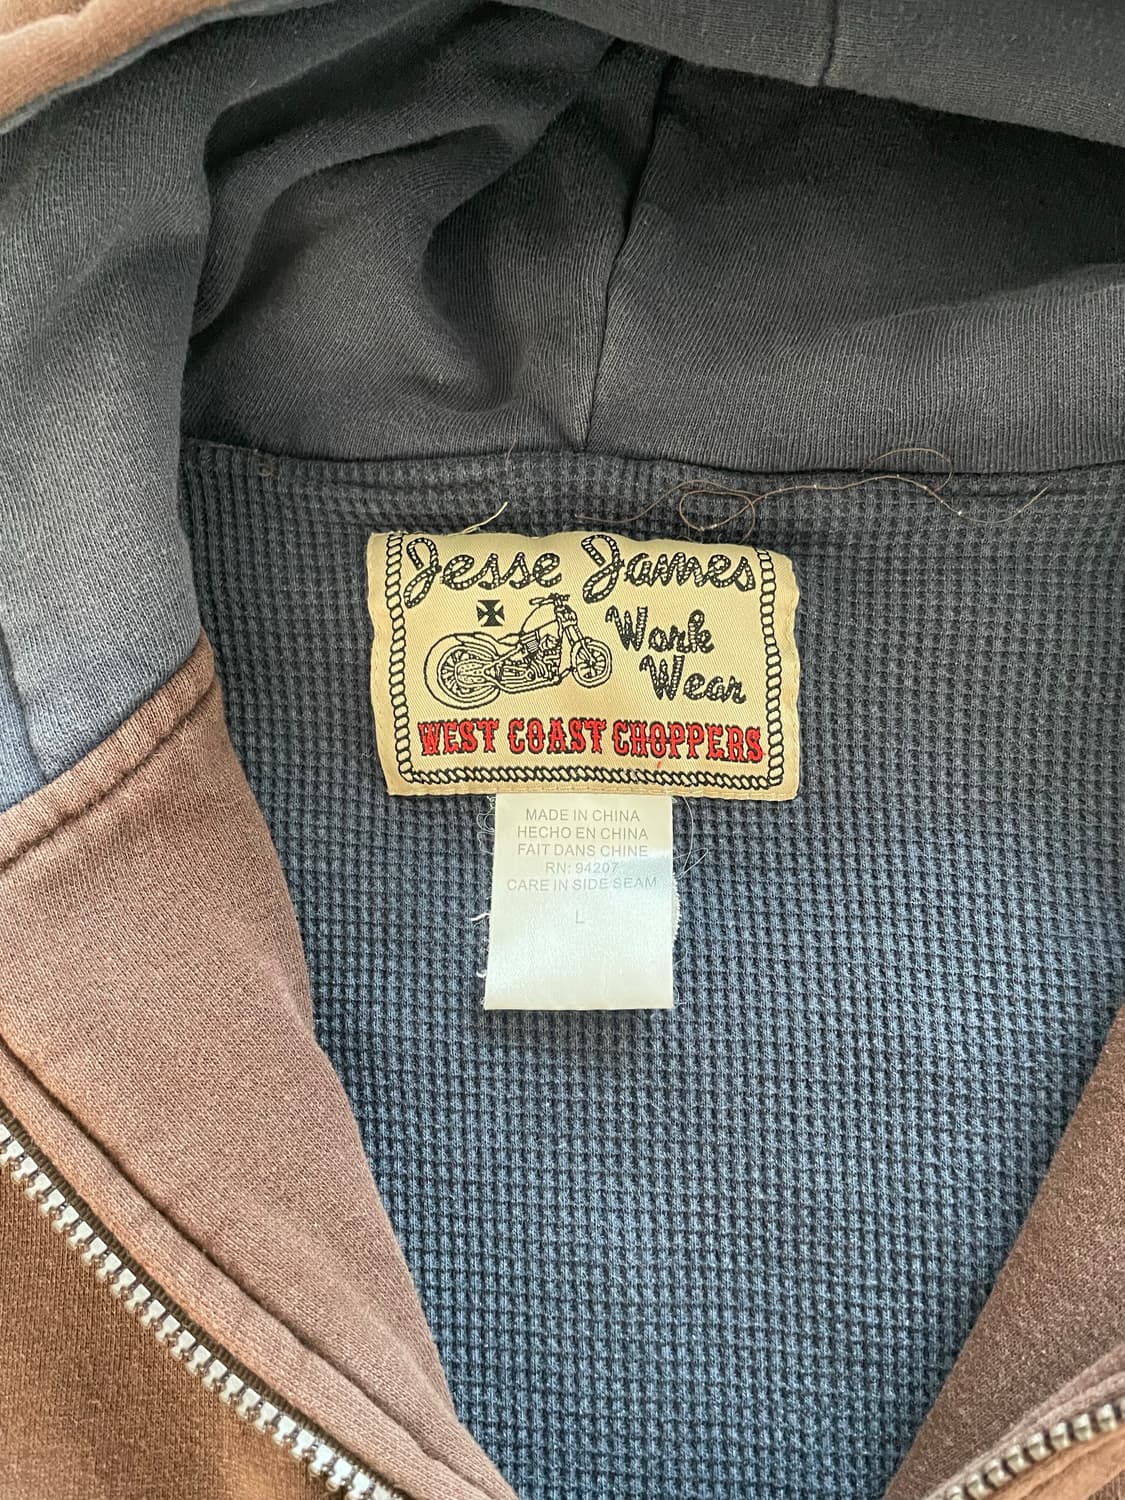 Jesse James
Work
Wear
WEST COAST CHOPPERS
MADE IN CHINA
HECHO EN CHINA
FAIT DANS CHINE
RN: 94207
CARE IN SIDE SEAM
L